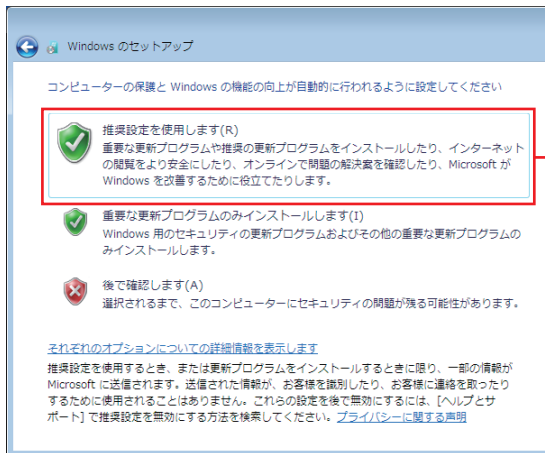 Windows のセットアップ
コンピューターの保護と Windows の機能の向上が自動的に行われるように設定してください
推奨設定を使用します(R)
重要な更新プログラムや推奨の更新プログラムをインストールしたり、インターネット
の閲覧をより安全にしたり、オンラインで問題の解決案を確認したり、Microsoft が
Windows を改善するために役立てたりします。
重要な更新プログラムのみインストールします(I)
Windows 用のセキュリティの更新プログラムおよびその他の重要な更新プログラムの
みインストールします。
後で確認します(A)
選択されるまで、このコンピューターにセキュリティの問題が残る可能性があります。
それぞれのオプションについての詳細情報を表示します
推奨設定を使用するとき、または更新プログラムをインストールするときに限り、一部の情報が
Microsoft に送信されます。送信された情報が、お客様を識別したり、お客様に連絡を取ったり
するために使用されることはありません。これらの設定を後で無効にするには、[ヘルプとサ
ポート] で推奨設定を無効にする方法を検索してください。プライバシーに関する声明